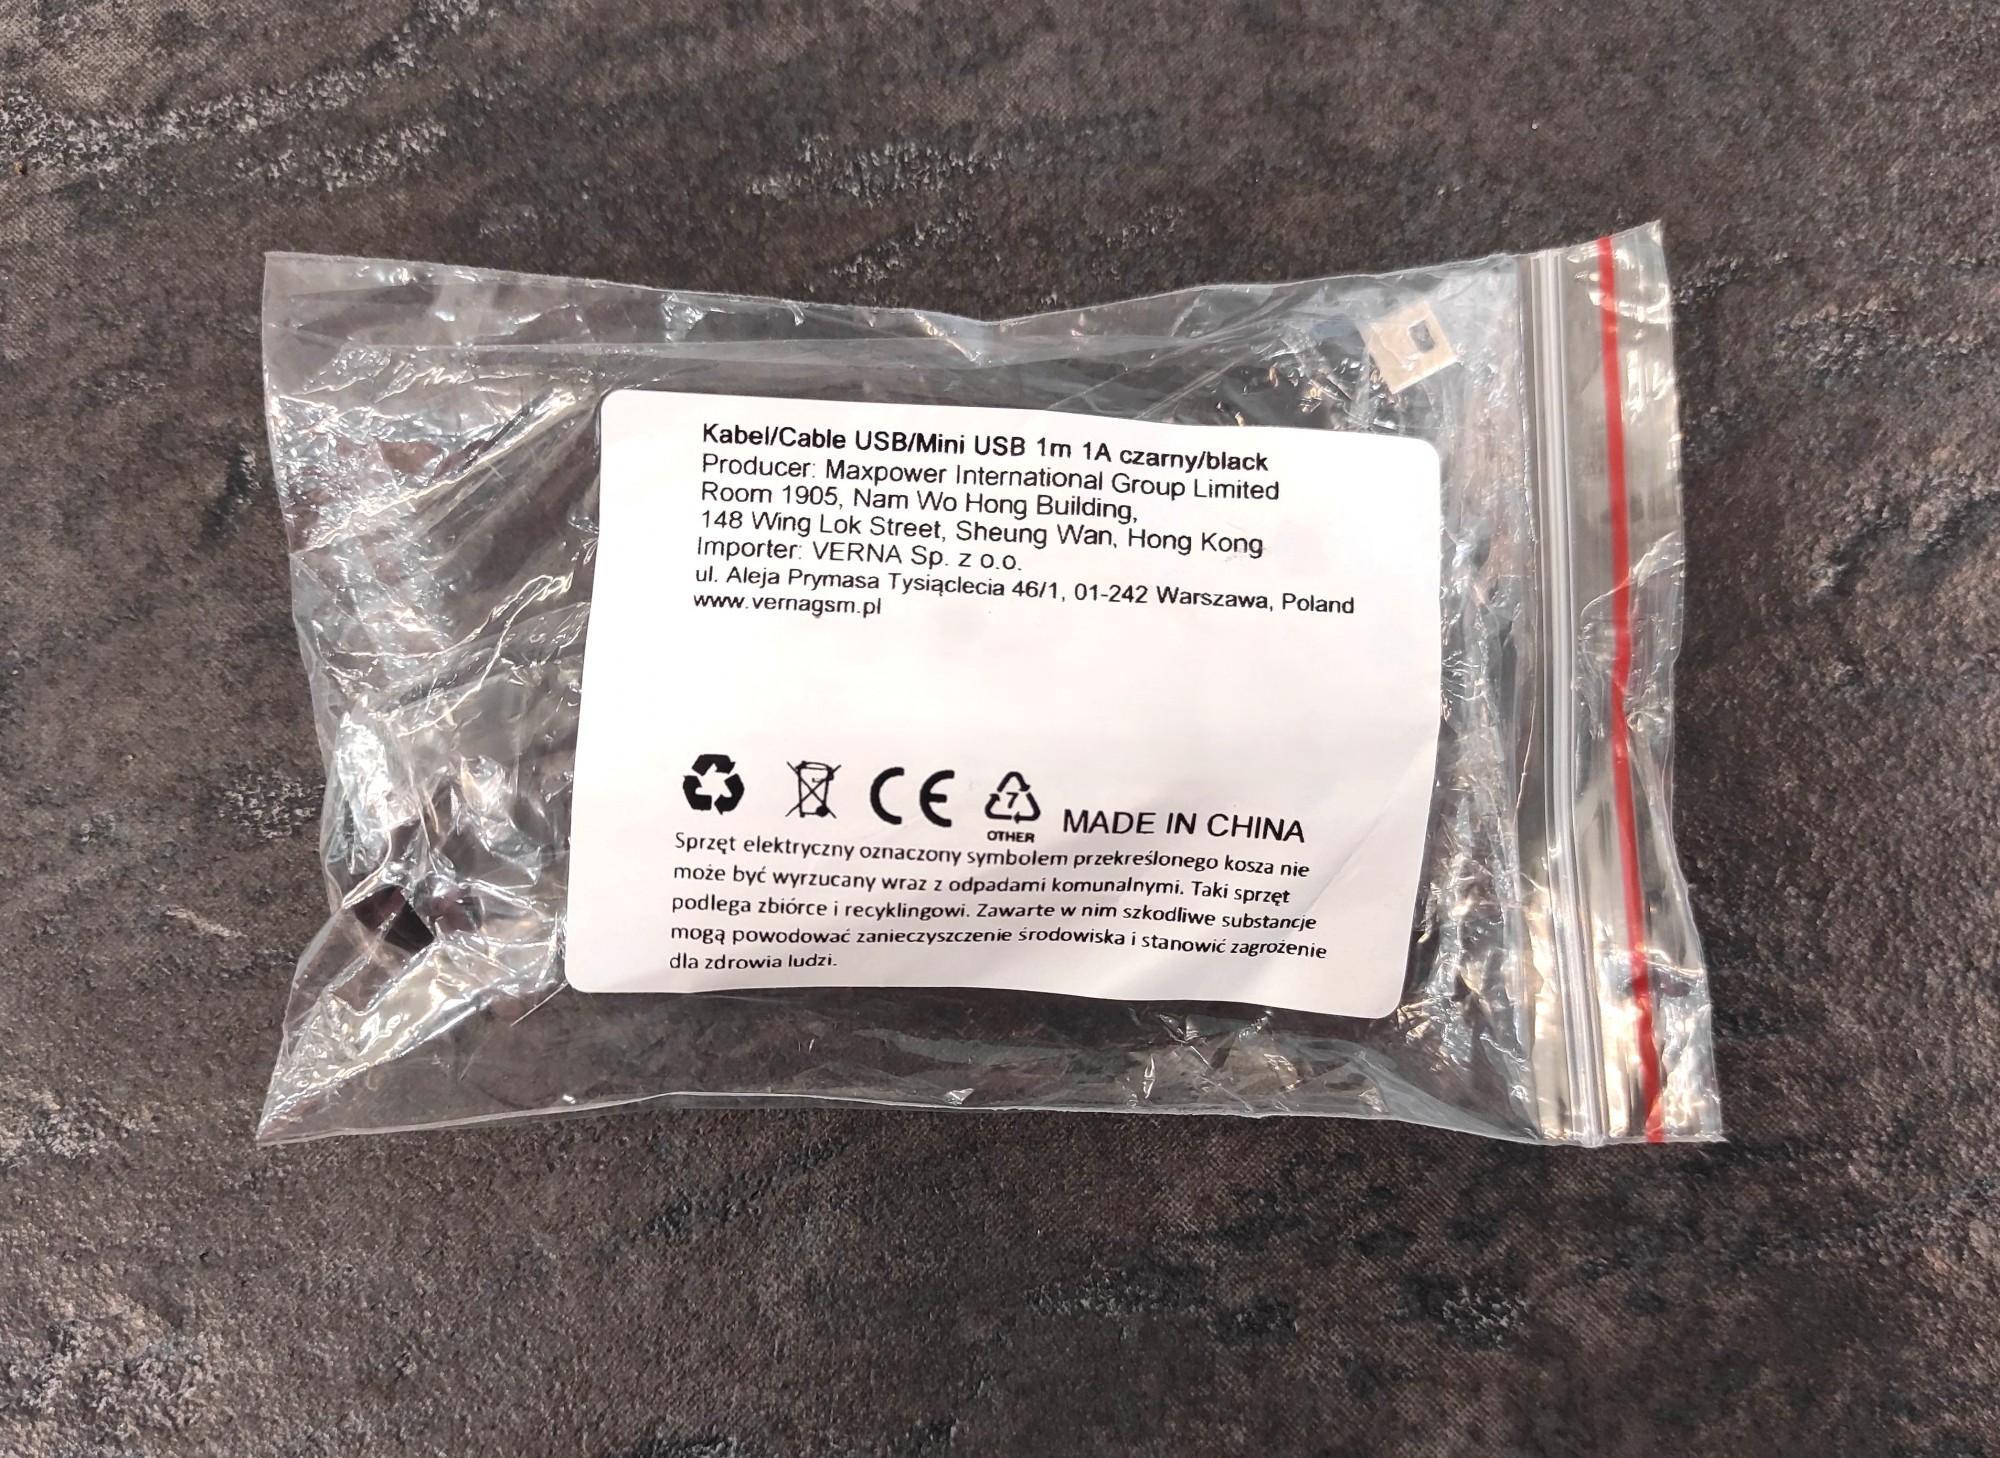 Kabel/Cable USB/Mini USB 1m 1A czarny/black
Producer: Maxpower International Group Limited
Room 1905, Nam Wo Hong Building,
148 Wing Lok Street, Sheung Wan, Hong Kong
Importer: VERNA Sp. z o.o.
ul. Aleja Prymasa Tysiąclecia 46/1, 01-242 Warszawa, Poland
www.vernagsm.pl
CE
7
OTHER
MADE IN CHINA
Sprzęt elektryczny oznaczony symbolem przekreślonego kosza nie
może być wyrzucany wraz z odpadami komunalnymi. Taki sprzęt
podlega zbiórce i recyklingowi. Zawarte w nim szkodliwe substancje
mogą powodować zanieczyszczenie środowiska i stanowić zagrożenie
dla zdrowia ludzi.